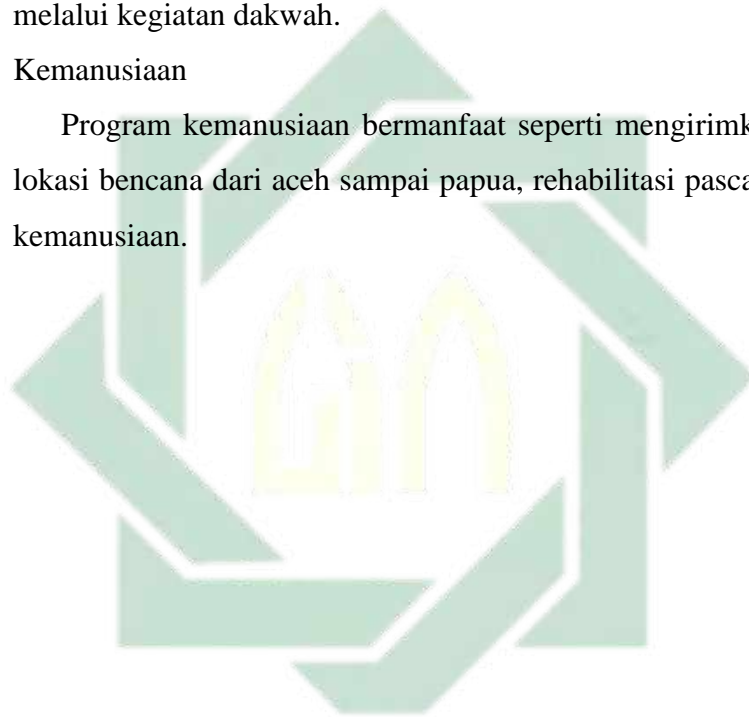 melalui kegiatan dakwah.
Kemanusiaan
Program kemanusiaan bermanfaat seperti mengirimk
lokasi bencana dari aceh sampai papua, rehabilitasi pasca
kemanusiaan.